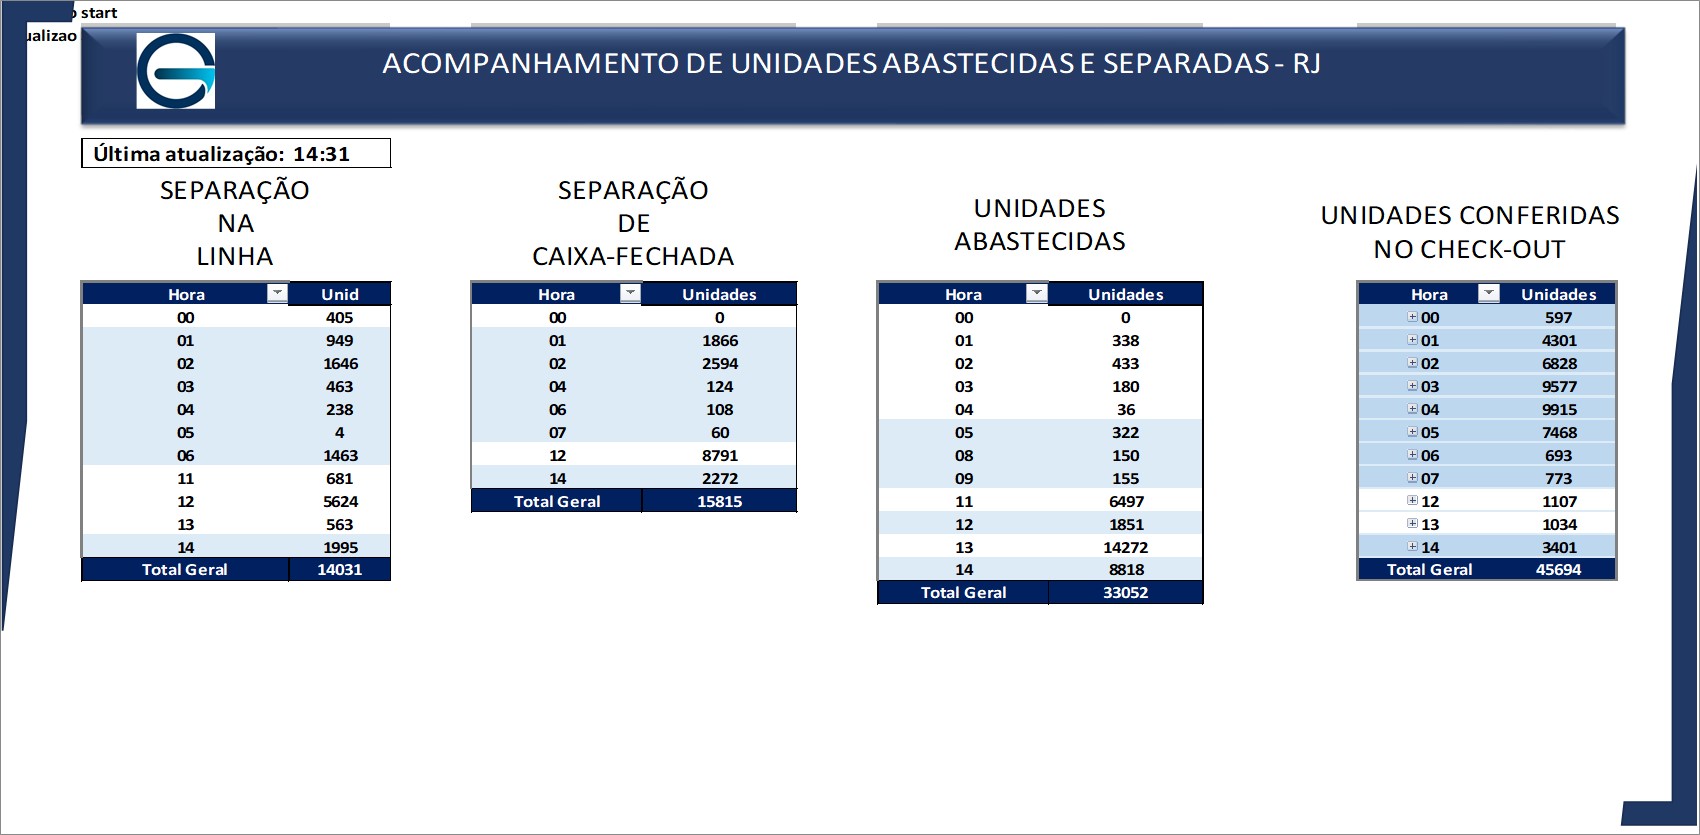 start
ACOMPANHAMENTO DE UNIDADES ABASTECIDAS E SEPARADAS - RJ
Última atualização: 14:31
SEPARAÇÃO
NA
LINHA
Hora Unid
00 405
01 949
02 1646
03 463
04 238
05 4
06 1463
11 681
12 5624
13 563
14 1995
Total Geral 14031
SEPARAÇÃO
DE
CAIXA-FECHADA
Hora Unidades
00 0
01 1866
02 2594
04 124
06 108
07 60
12 8791
14 2272
Total Geral 15815
UNIDADES
ABASTECIDAS
Hora Unidades
00 0
01 338
02 433
03 180
04 36
05 322
08 150
09 155
11 6497
12 1851
13 14272
14 8818
Total Geral 33052
UNIDADES CONFERIDAS
NO CHECK-OUT
Hora Unidades
00 597
01 4301
02 6828
03 9577
04 9915
05 7468
06 693
07 773
12 1107
13 1034
14 3401
Total Geral 45694